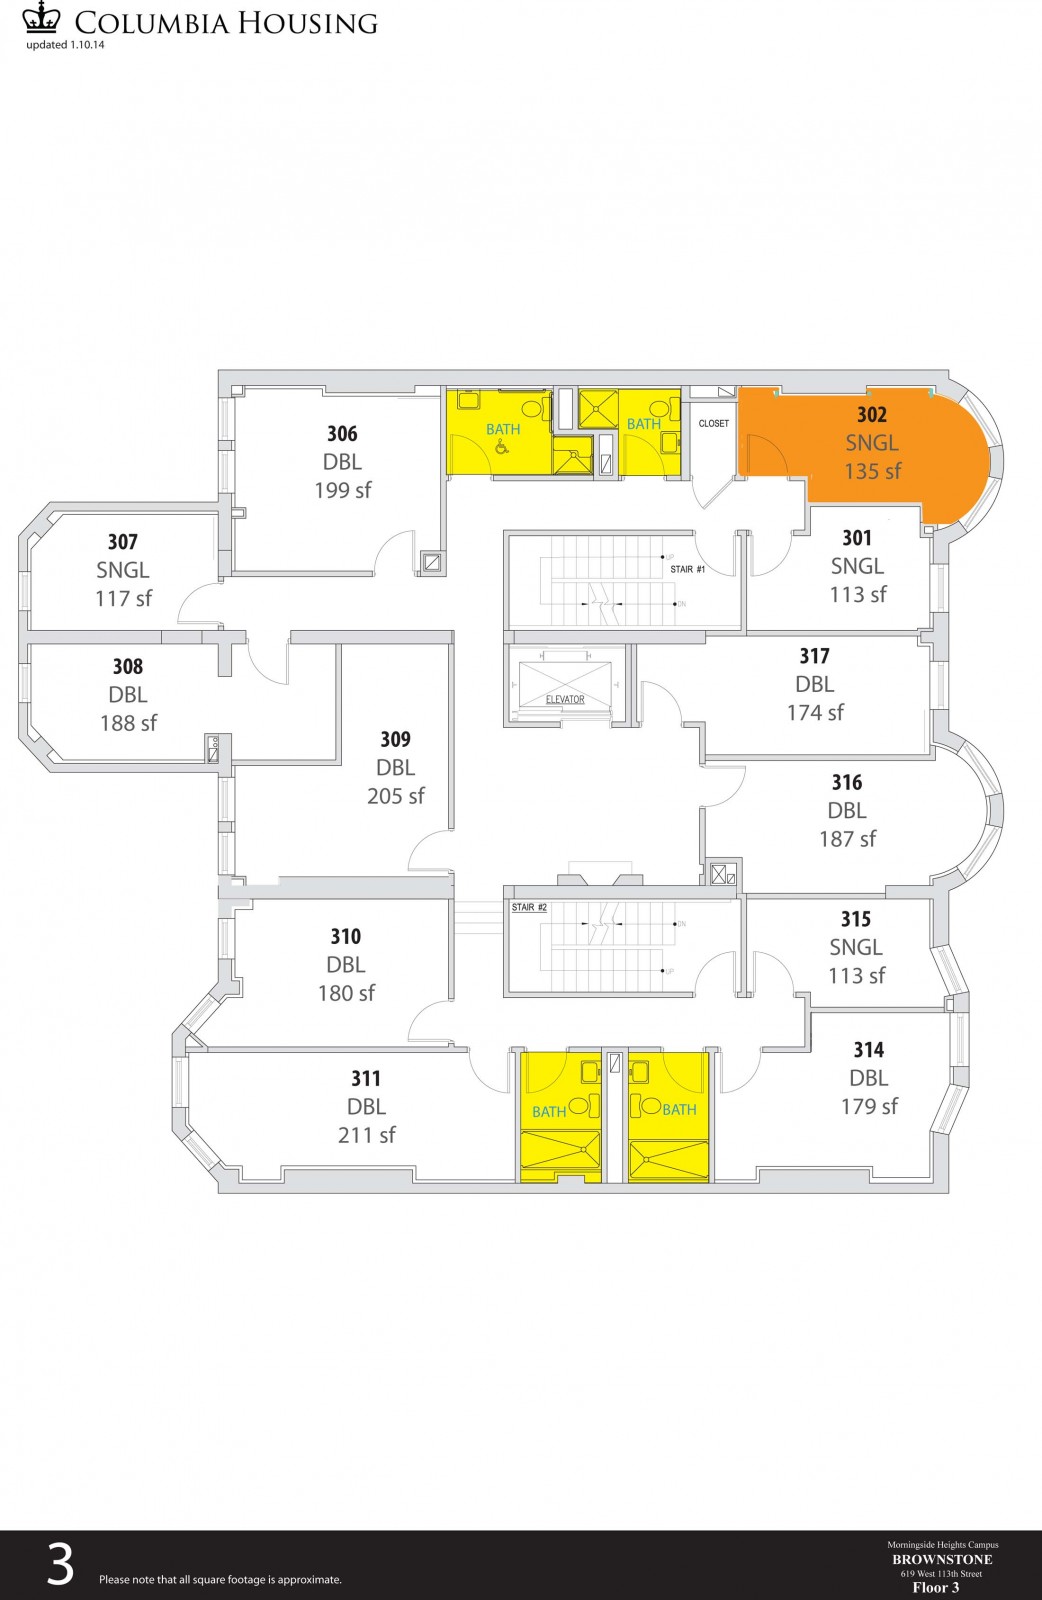 COLUMBIA HOUSING
updated 1.10.14
306
DBL
199 sf
BATH
BATH
CLOSET
302
SNGL
135 sf
307
SNGL
117 sf
301
SNGL
113 sf
UP
STAIR #1
DN
308
DBL
188 sf
309
DBL
205 sf
ELEVATOR
317
DBL
174 sf
316
DBL
187 sf
310
DBL
180 sf
STAIR #2
DN
UP
315
SNGL
113 sf
311
DBL
211 sf
BATH
BATH
314
DBL
179 sf
3
Please note that all square footage is approximate.
Morningside Heights Campus
BROWNSTONE
619 West 113th Street
Floor 3